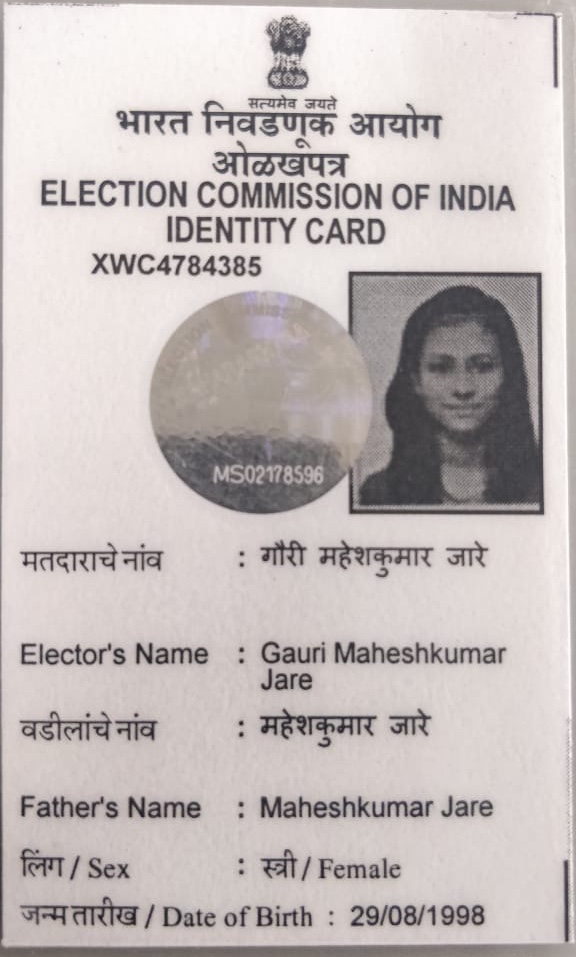 सत्यमेव जयते
भारत निवडणूक आयोग
ओळखपत्र
ELECTION COMMISSION OF INDIA
IDENTITY CARD
XWC4784385
MS02178596
मतदाराचे नांव : गौरी महेशकुमार जारे
Elector's Name : Gauri Maheshkumar
Jare
वडीलांचे नांव : महेशकुमार जारे
Father's Name : Maheshkumar Jare
लिंग / Sex : स्त्री / Female
जन्म तारीख / Date of Birth : 29/08/1998